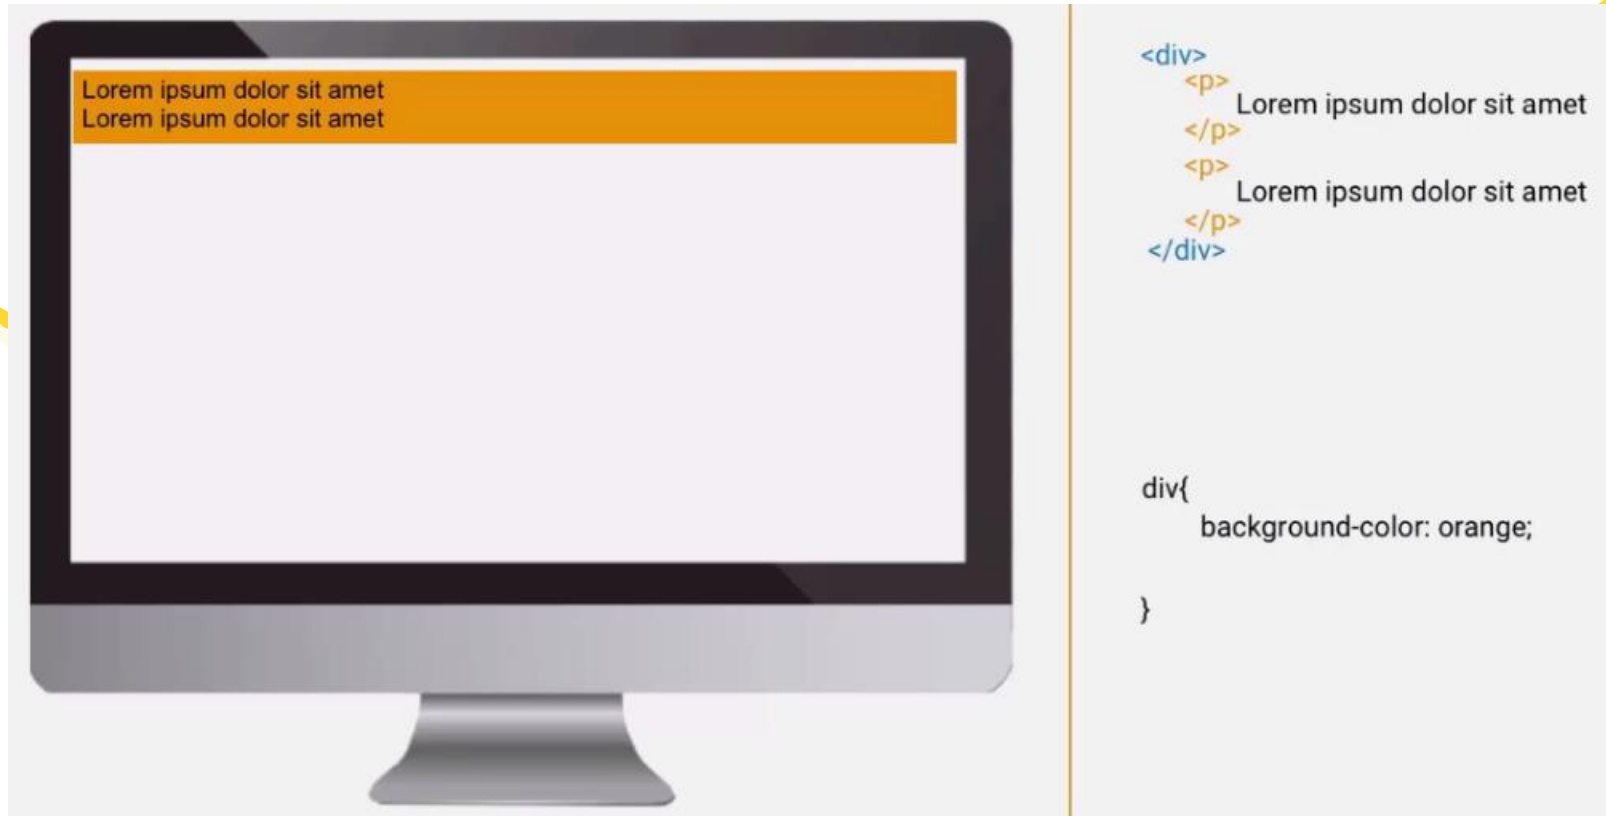 Lorem ipsum dolor sit amet
Lorem ipsum dolor sit amet
<div>
<p>
Lorem ipsum dolor sit amet
</p>
<p>
Lorem ipsum dolor sit amet
</p>
</div>
div{
background-color: orange;
}